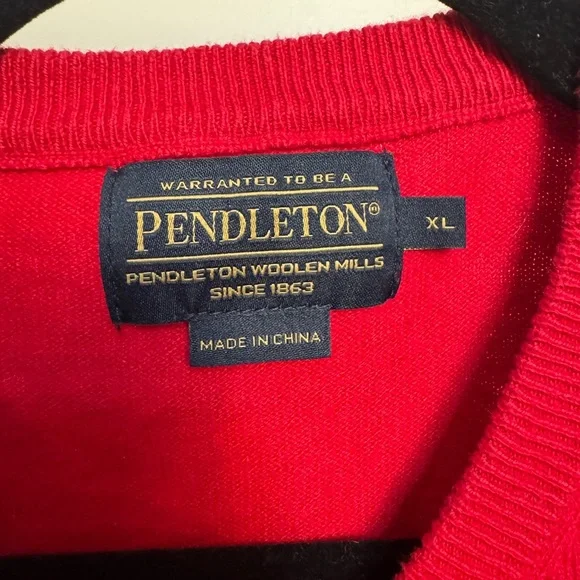 WARRANTED TO BE A
PENDLETON®
XL
PENDLETON WOOLEN MILLS
SINCE 1863
MADE IN CHINA